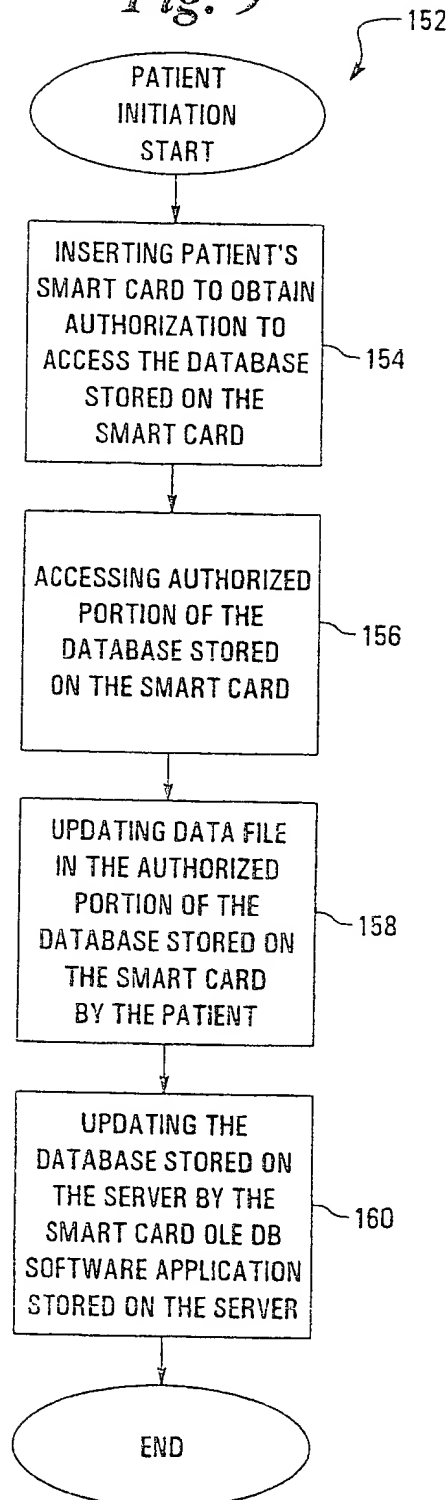 Fig. 9
152
PATIENT
INITIATION
START
INSERTING PATIENT'S
SMART CARD TO OBTAIN
AUTHORIZATION TO
ACCESS THE DATABASE
STORED ON THE
SMART CARD
154
ACCESSING AUTHORIZED
PORTION OF THE
DATABASE STORED
ON THE SMART CARD
156
UPDATING DATA FILE
IN THE AUTHORIZED
PORTION OF THE
DATABASE STORED ON
THE SMART CARD
BY THE PATIENT
158
UPDATING THE
DATABASE STORED ON
THE SERVER BY THE
SMART CARD OLE DB
SOFTWARE APPLICATION
STORED ON THE SERVER
160
END